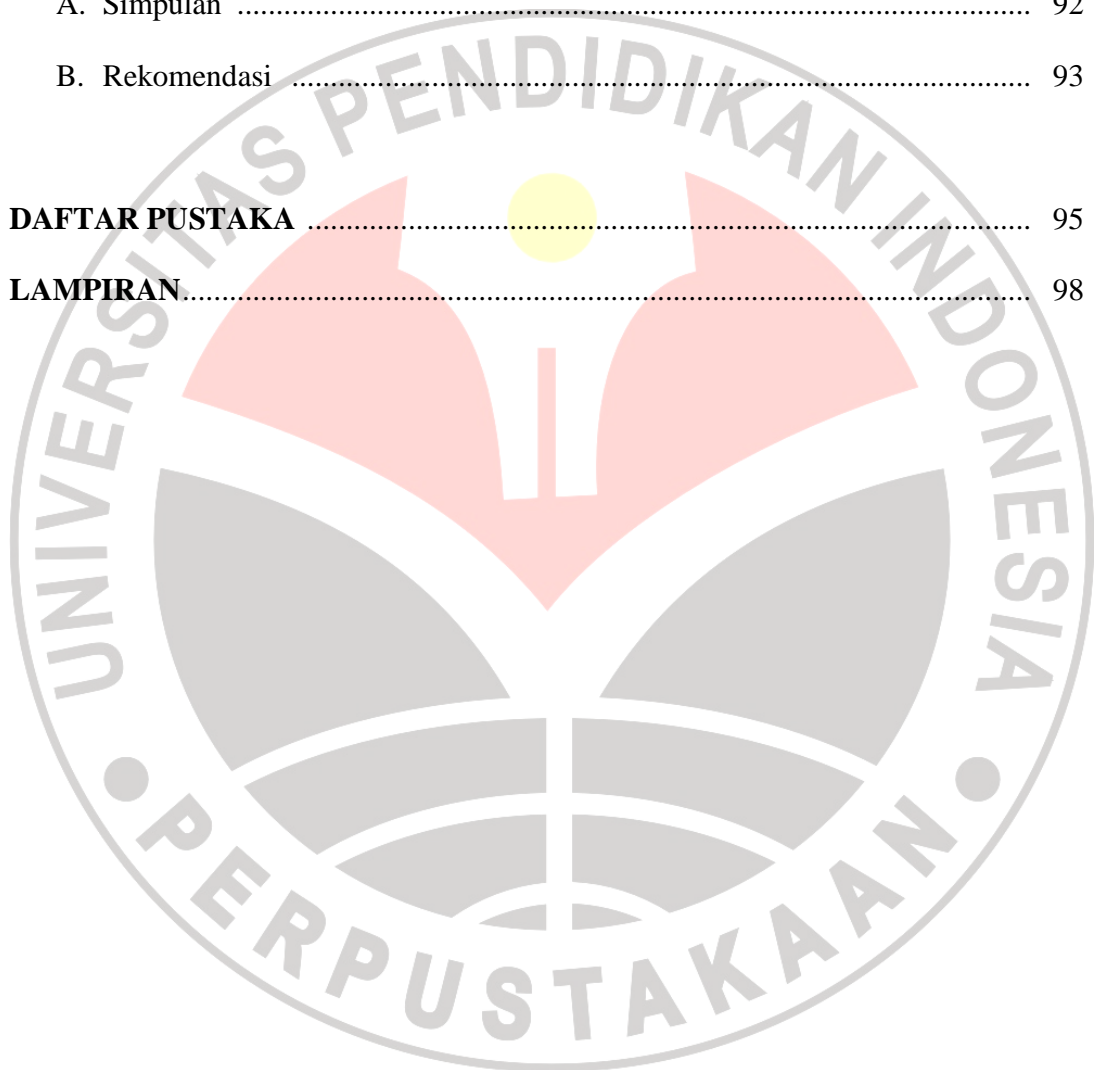 A. Simpulan ........................................................................................................ 92
B. Rekomendasi ................................................................................................. 93
DAFTAR PUSTAKA ............................................................................................... 95
LAMPIRAN............................................................................................................... 98
UNIVERSITAS PENDIDIKAN INDONESIA
PERPUSTAKAAN